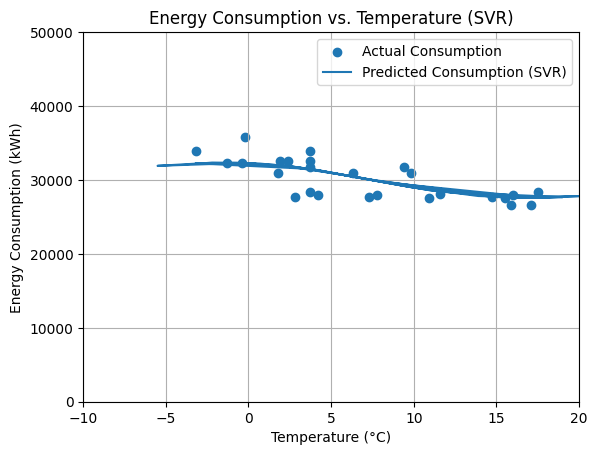 Energy Consumption vs. Temperature (SVR)
Actual Consumption
Predicted Consumption (SVR)
Energy Consumption (kWh)
50000
40000
30000
20000
10000
0
-10
-5
0
5
10
15
20
Temperature (°C)